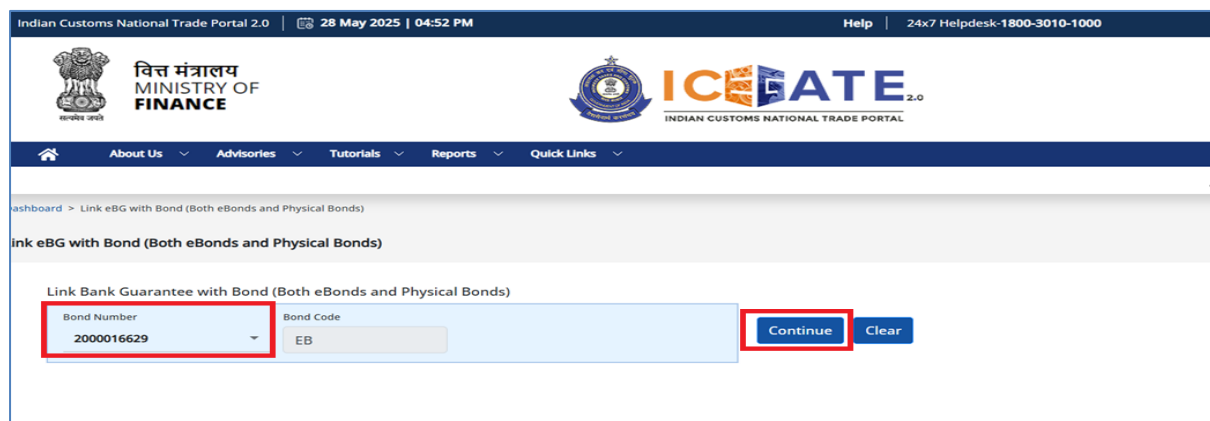 Indian Customs National Trade Portal 2.0 28 May 2025 | 04:52 PM Help 24x7 Helpdesk-1800-3010-1000
वित्त मंत्रालय
MINISTRY OF
FINANCE
सत्यमेव जयते
ICEGATE 2.0
INDIAN CUSTOMS NATIONAL TRADE PORTAL
About Us Advisories Tutorials Reports Quick Links
ashboard > Link eBG with Bond (Both eBonds and Physical Bonds)
ink eBG with Bond (Both eBonds and Physical Bonds)
Link Bank Guarantee with Bond (Both eBonds and Physical Bonds)
Bond Number Bond Code
2000016629 EB Continue Clear